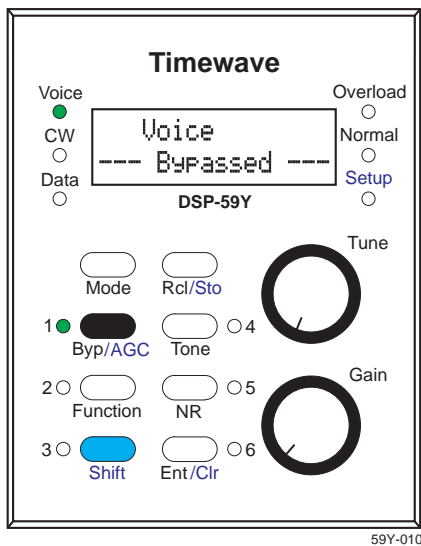 Timewave
Voice
Overload
CW
Voice
Normal
Data
--- Bypassed ---
Setup
DSP-59Y
Tune
Mode
Rcl/Sto
1
4
Byp/AGC
Tone
Gain
2
5
Function
NR
3
6
Shift
Ent/Clr
59Y-010